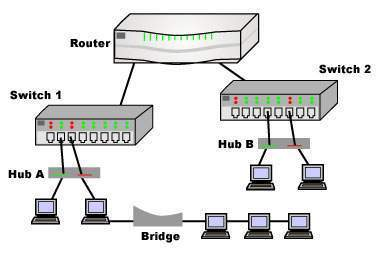 Router
Switch 2
Switch 1
Hub B
Hub A
Bridge